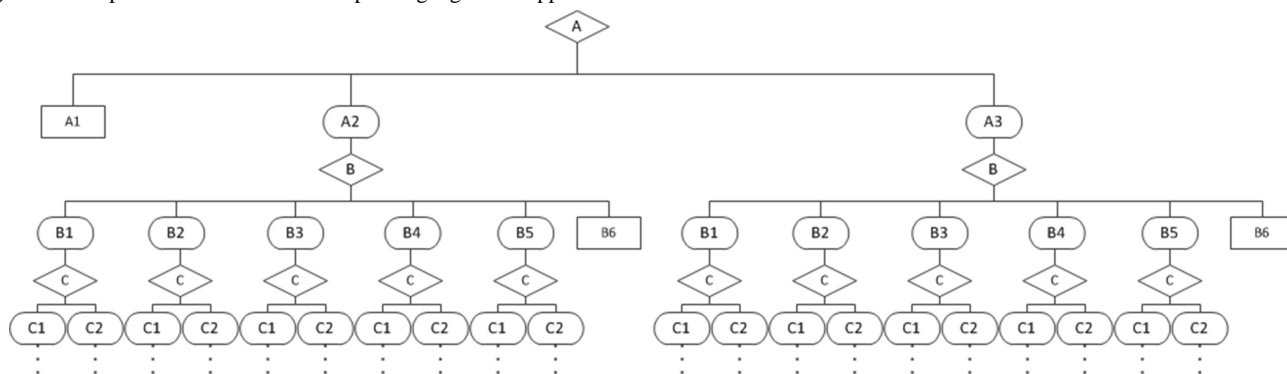 A
A1 A2 A3
B B
B1 B2 B3 B4 B5 B6 B1 B2 B3 B4 B5 B6
C C C C C C C C C C
C1 C2 C1 C2 C1 C2 C1 C2 C1 C2 C1 C2 C1 C2 C1 C2 C1 C2 C1 C2